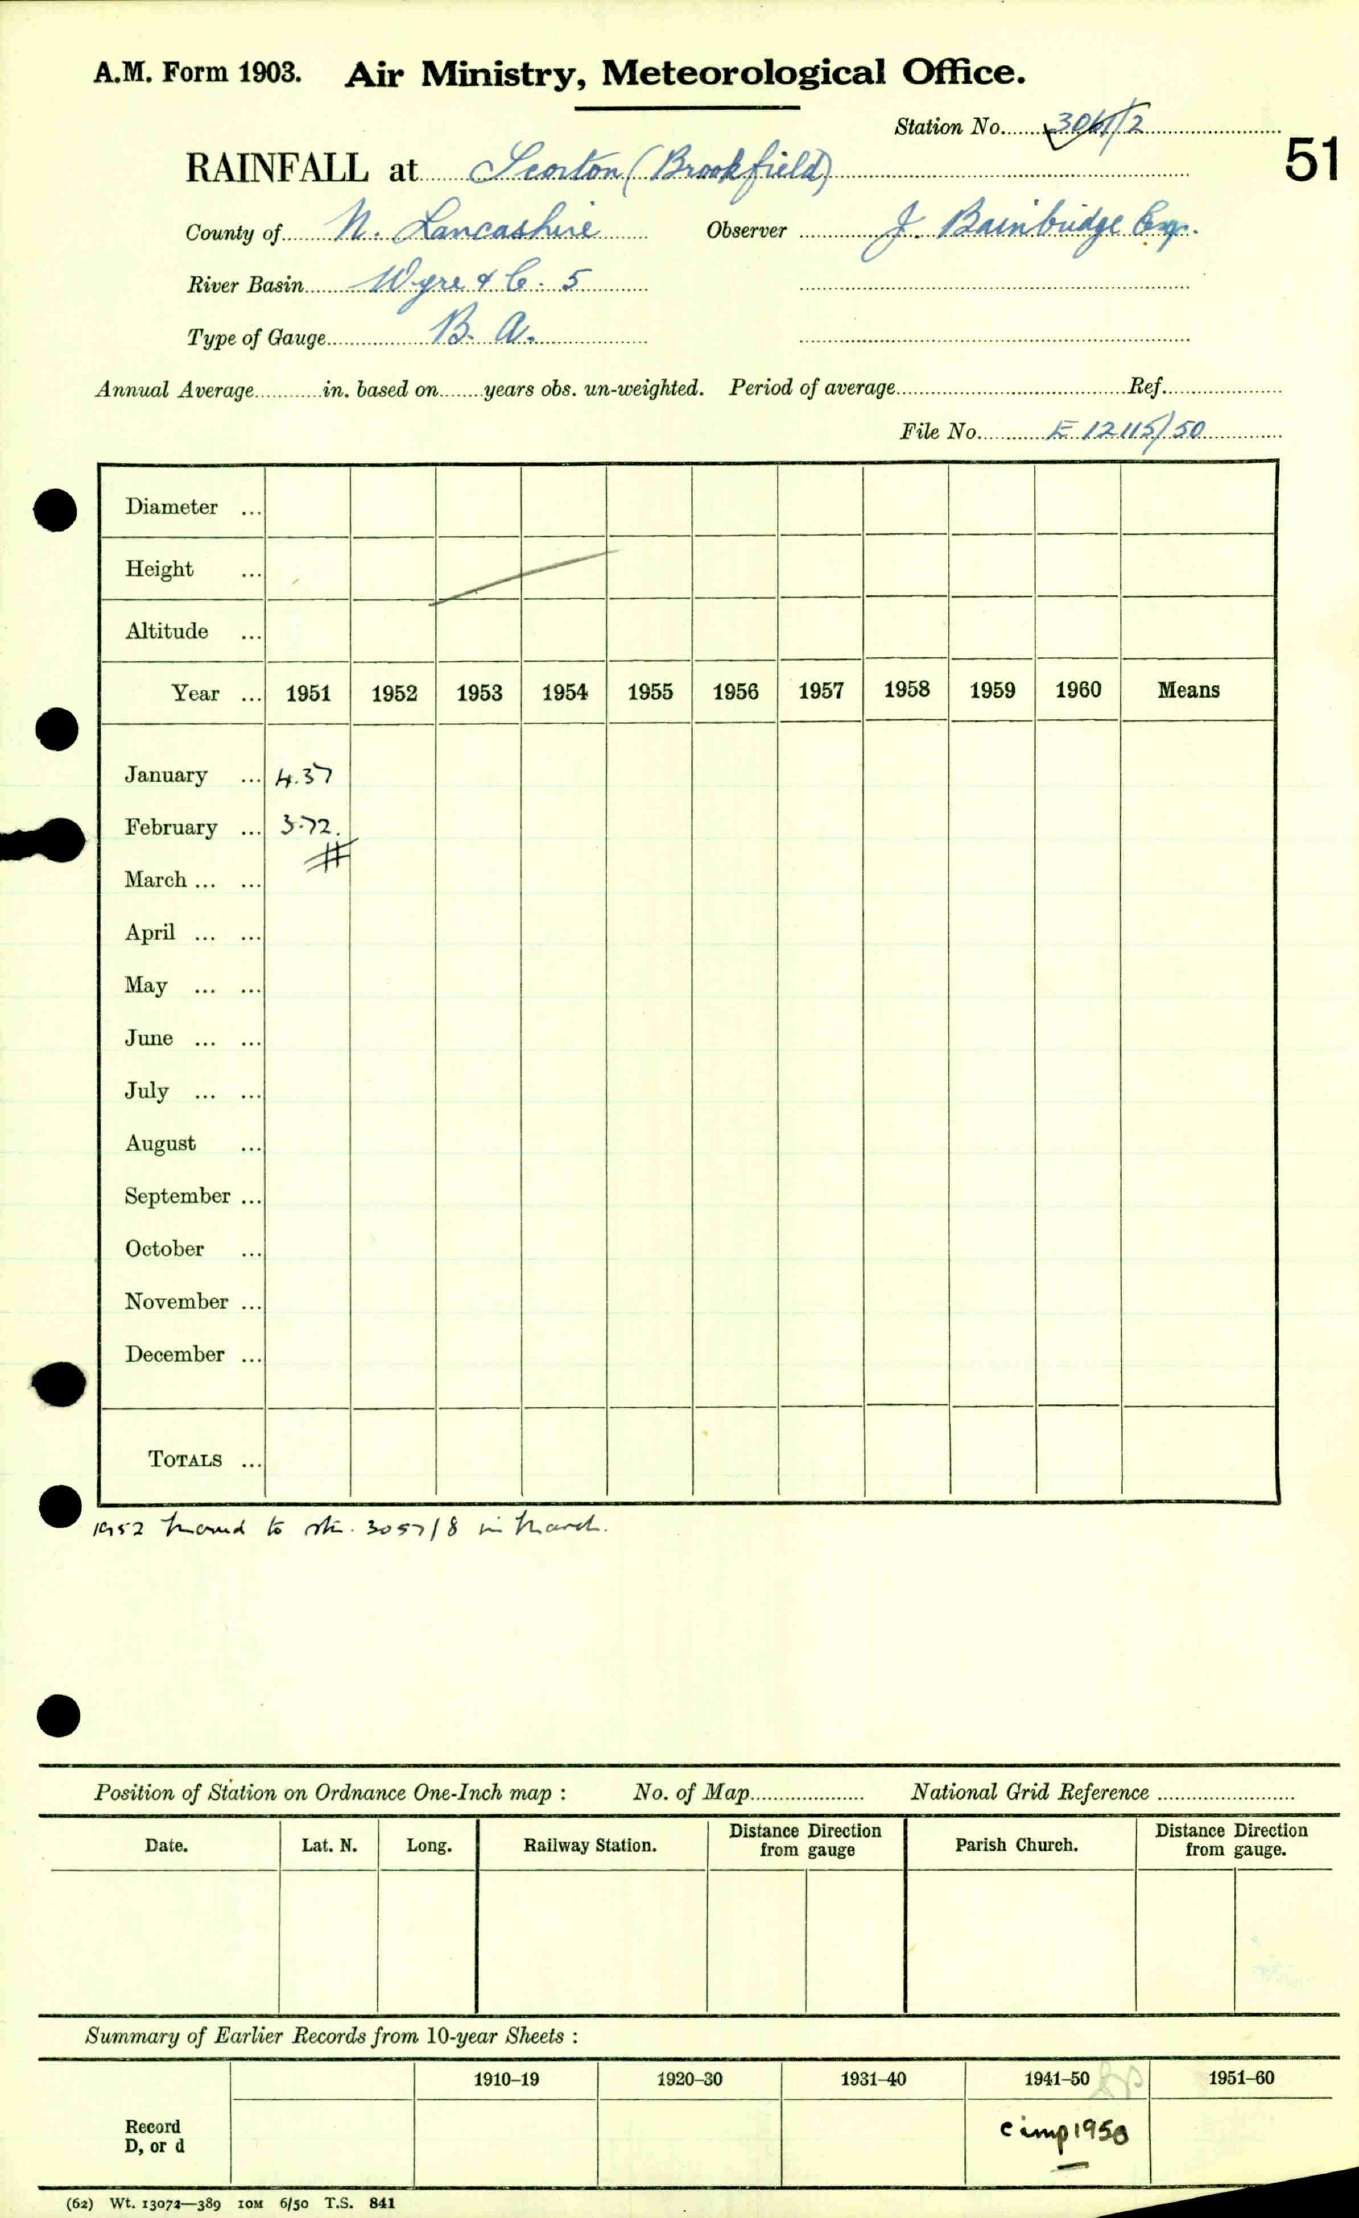 A.M. Form 1903. Air Ministry, Meteorological Office.
Station No. 3061/2
51
RAINFALL at Scorton (Brookfield)
County of N. Lancashire Observer J. Bainbridge Esq.
River Basin Wyre & C. 5
Type of Gauge B. A.
Annual Average in. based on years obs. un-weighted. Period of average Ref.
File No. E 12115/50
Diameter ...
Height ...
Altitude ...
Year ... 1951 1952 1953 1954 1955 1956 1957 1958 1959 1960 Means
January ... 4.37
February ... 3.72.
March ... ...
April ... ...
May ... ...
June ... ...
July ... ...
August ...
September ...
October ...
November ...
December ...
TOTALS ...
1952 moved to stn. 3057/8 in March.
Position of Station on Ordnance One-Inch map : No. of Map National Grid Reference
Date. Lat. N. Long. Railway Station. Distance from Direction gauge Parish Church. Distance from Direction gauge.
Summary of Earlier Records from 10-year Sheets :
1910–19 1920–30 1931–40 1941–50 1951–60
Record D, or d c imp 1950
(62) Wt. 13072—389 10M 6/50 T.S. 841